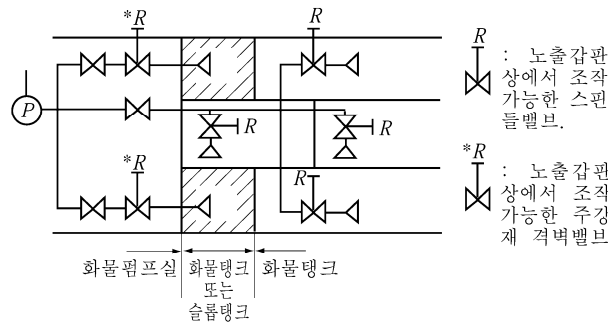 *R
R
P
R
R
*R
R
화물펌프실
화물탱크
또는
슬롭탱크
화물탱크
R
: 노출갑판
상에서 조작
가능한 스핀
들밸브.
*R
: 노출갑판
상에서 조작
가능한 주강
재 격벽밸브